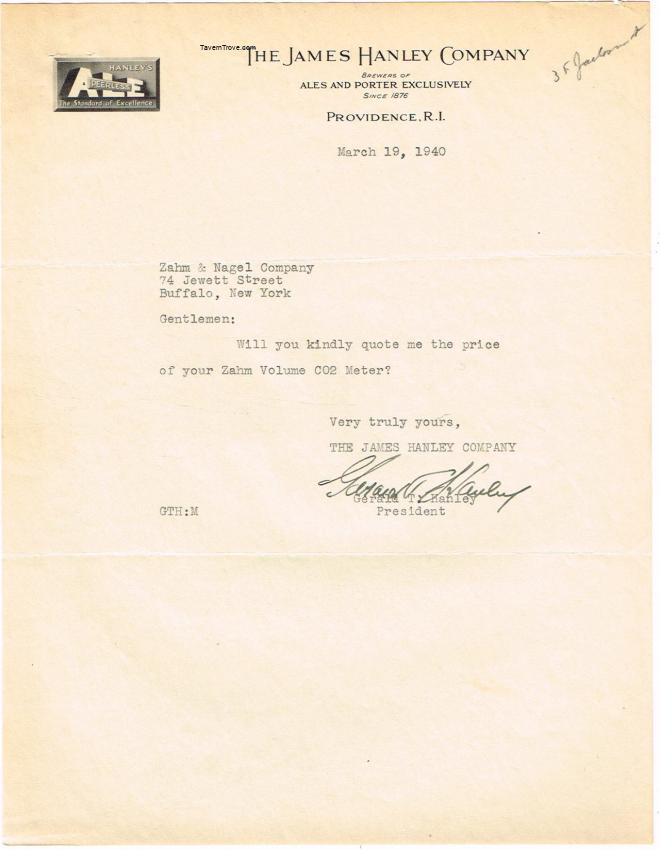 TavernTrove.com
HANLEY'S
PEERLESS
ALE
The Standard of Excellence
THE JAMES HANLEY COMPANY
BREWERS OF
ALES AND PORTER EXCLUSIVELY
SINCE 1876
PROVIDENCE, R.I.
March 19, 1940
Zahm & Nagel Company
74 Jewett Street
Buffalo, New York
Gentlemen:
Will you kindly quote me the price
of your Zahm Volume CO2 Meter?
Very truly yours,
THE JAMES HANLEY COMPANY
Gerard T. Hanley
Gerald T. Hanley
President
GTH:M